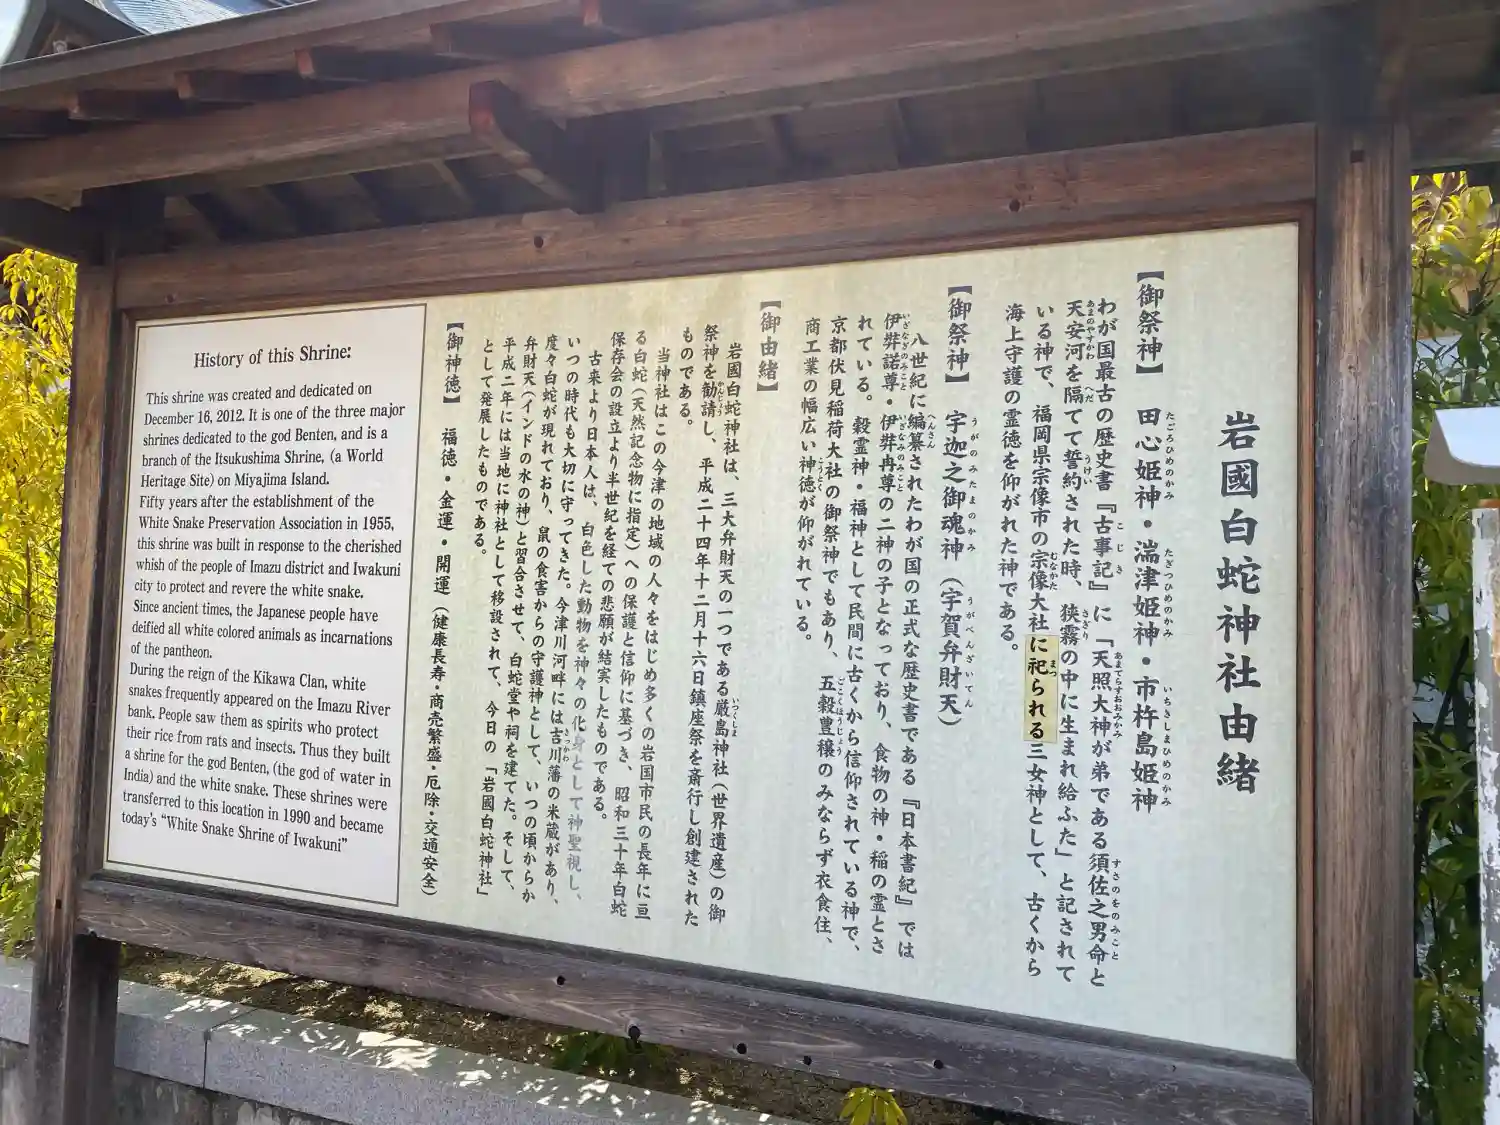 岩國白蛇神社由緒
【御祭神】 田心姫神・湍津姫神・市杵島姫神
わが国最古の歴史書『古事記』に「天照大神が弟である須佐之男命と
天安河を隔てて誓約された時、狭霧の中に生まれ給ふた」と記されて
いる神で、福岡県宗像市の宗像大社に祀られる三女神として、古くから
海上守護の霊徳を仰がれた神である。
【御祭神】 宇迦之御魂神(宇賀弁財天)
八世紀に編纂されたわが国の正式な歴史書である『日本書紀』では
伊弉諾尊・伊弉冉尊の二神の子となっており、食物の神・稲の霊とさ
れている。穀霊神・福神として民間に古くから信仰されている神で、
京都伏見稲荷大社の御祭神でもあり、五穀豊穣のみならず衣食住、
商工業の幅広い神徳が仰がれている。
【御由緒】
岩國白蛇神社は、三大弁財天の一つである厳島神社(世界遺産)の御
祭神を勧請し、平成二十四年十二月十六日鎮座祭を斎行し創建された
ものである。
当神社はこの今津の地域の人々をはじめ多くの岩国市民の長年に亘
る白蛇(天然記念物に指定)への保護と信仰に基づき、昭和三十年白蛇
保存会の設立より半世紀を経ての悲願が結実したものである。
古来より日本人は、白色した動物を神々の化身として神聖視し、
いつの時代も大切に守ってきた。今津川河畔には吉川藩の米蔵があり、
度々白蛇が現れており、鼠の食害からの守護神として、いつの頃からか
弁財天(インドの水の神)と習合させて、白蛇堂や祠を建てた。そして、
平成二年には当地に神社として移設されて、今日の「岩國白蛇神社」
として発展したものである。
【御神徳】 福徳・金運・開運(健康長寿・商売繁盛・厄除・交通安全)
History of this Shrine:
This shrine was created and dedicated on
December 16, 2012. It is one of the three major
shrines dedicated to the god Benten, and is a
branch of the Itsukushima Shrine, (a World
Heritage Site) on Miyajima Island.
Fifty years after the establishment of the
White Snake Preservation Association in 1955,
this shrine was built in response to the cherished
whish of the people of Imazu district and Iwakuni
city to protect and revere the white snake.
Since ancient times, the Japanese people have
deified all white colored animals as incarnations
of the pantheon.
During the reign of the Kikawa Clan, white
snakes frequently appeared on the Imazu River
bank. People saw them as spirits who protect
their rice from rats and insects. Thus they built
a shrine for the god Benten, (the god of water in
India) and the white snake. These shrines were
transferred to this location in 1990 and became
today's "White Snake Shrine of Iwakuni"